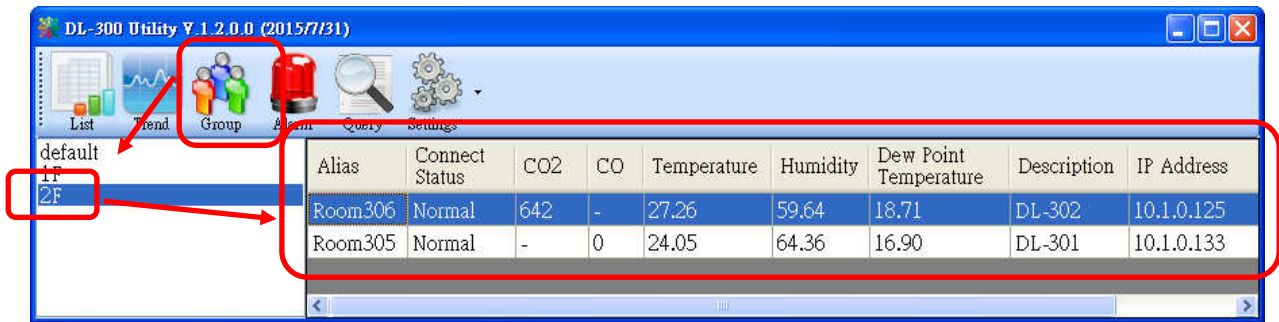 DL-300 Utility V.1.2.0.0 (2015/7/31)
List Trend Group Alarm Query Settings
default
1F
2F
Alias Connect Status CO2 CO Temperature Humidity Dew Point Temperature Description IP Address
Room306 Normal 642 - 27.26 59.64 18.71 DL-302 10.1.0.125
Room305 Normal - 0 24.05 64.36 16.90 DL-301 10.1.0.133